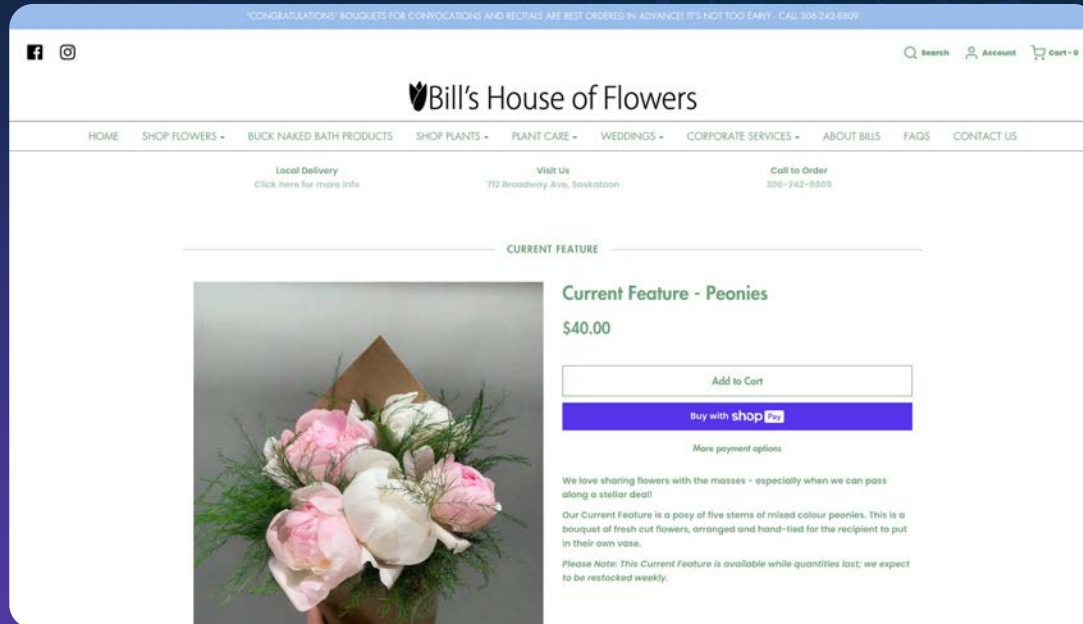 'CONGRATULATIONS' BOUQUETS FOR CONVOCATIONS AND RECITALS ARE BEST ORDERED IN ADVANCE! IT'S NOT TOO EARLY - CALL 306-242-8809
Search Account Cart - 0
Bill's House of Flowers
HOME SHOP FLOWERS BUCK NAKED BATH PRODUCTS SHOP PLANTS PLANT CARE WEDDINGS CORPORATE SERVICES ABOUT BILLS FAQS CONTACT US
Local Delivery Visit Us Call to Order
Click here for more info 712 Broadway Ave, Saskatoon 306-242-8809
CURRENT FEATURE
Current Feature - Peonies
$40.00
Add to Cart
Buy with shop Pay
More payment options
We love sharing flowers with the masses - especially when we can pass
along a stellar deal!
Our Current Feature is a posy of five stems of mixed colour peonies. This is a
bouquet of fresh cut flowers, arranged and hand-tied for the recipient to put
in their own vase.
Please Note: This Current Feature is available while quantities last; we expect
to be restocked weekly.